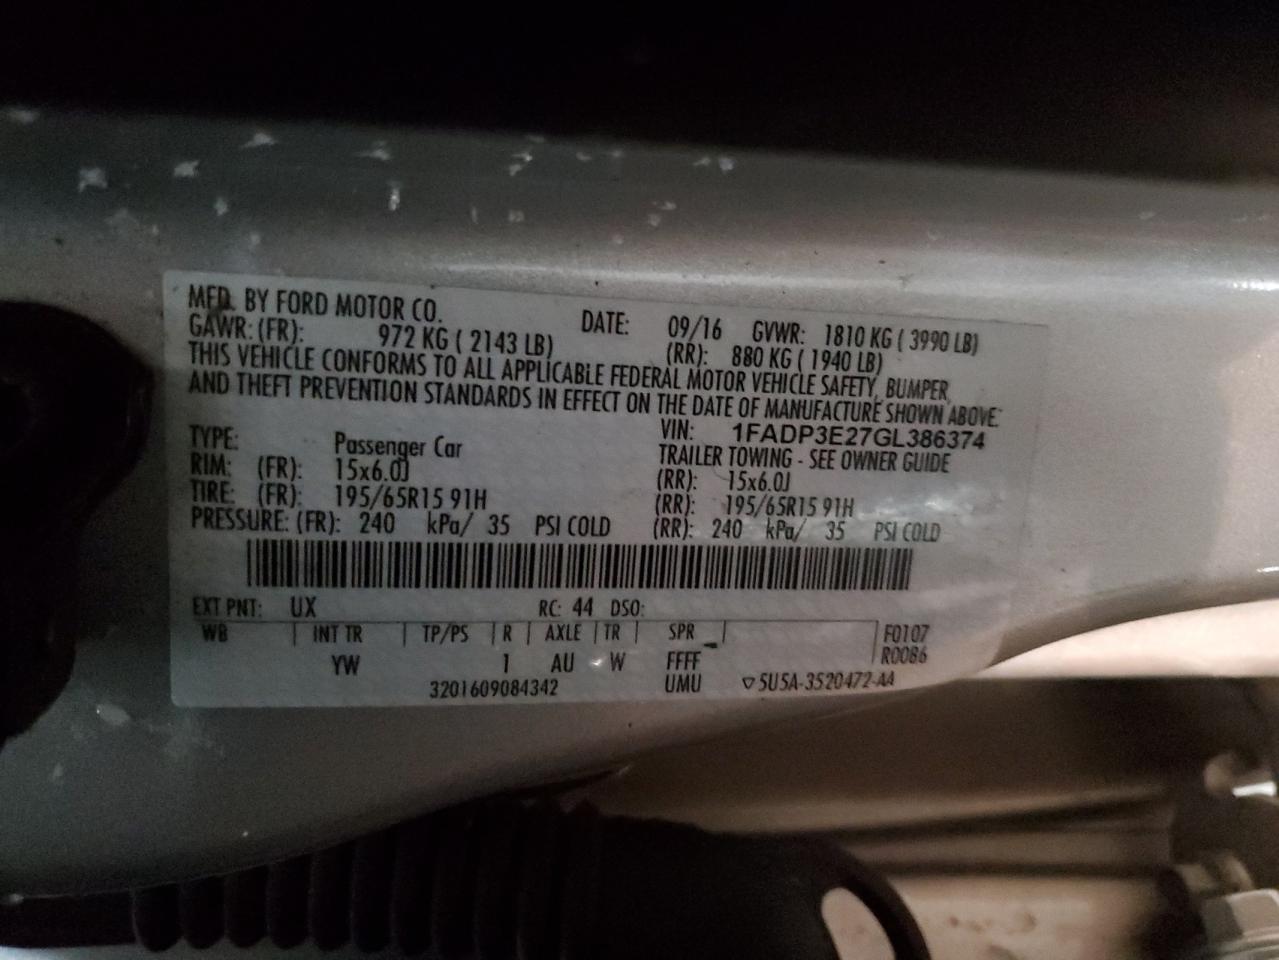 MFD. BY FORD MOTOR CO. DATE: 09/16 GVWR: 1810 KG ( 3990 LB)
GAWR: (FR): 972 KG ( 2143 LB) (RR): 880 KG ( 1940 LB)
THIS VEHICLE CONFORMS TO ALL APPLICABLE FEDERAL MOTOR VEHICLE SAFETY, BUMPER,
AND THEFT PREVENTION STANDARDS IN EFFECT ON THE DATE OF MANUFACTURE SHOWN ABOVE.
VIN: 1FADP3E27GL386374
TYPE: Passenger Car TRAILER TOWING - SEE OWNER GUIDE
RIM: (FR): 15x6.0J (RR): 15x6.0J
TIRE: (FR): 195/65R15 91H (RR): 195/65R15 91H
PRESSURE: (FR): 240 kPa/ 35 PSI COLD (RR): 240 kPa/ 35 PSI COLD
EXT PNT: UX RC: 44 DSO:
WB | INT TR | TP/PS | R | AXLE | TR | SPR | F0107
YW 1 AU W FFFF R0086
3201609084342 UMU ▽5U5A-3520472-AA